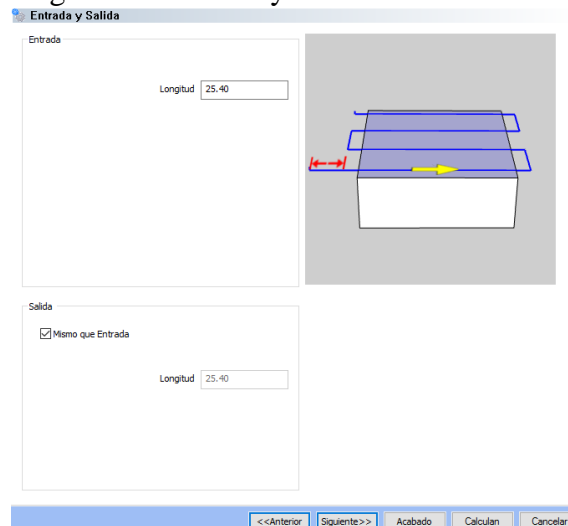 Entrada y Salida
Entrada
Longitud 25.40
Salida
Mismo que Entrada
Longitud 25.40
<<Anterior Siguiente>> Acabado Calculan Cancelar